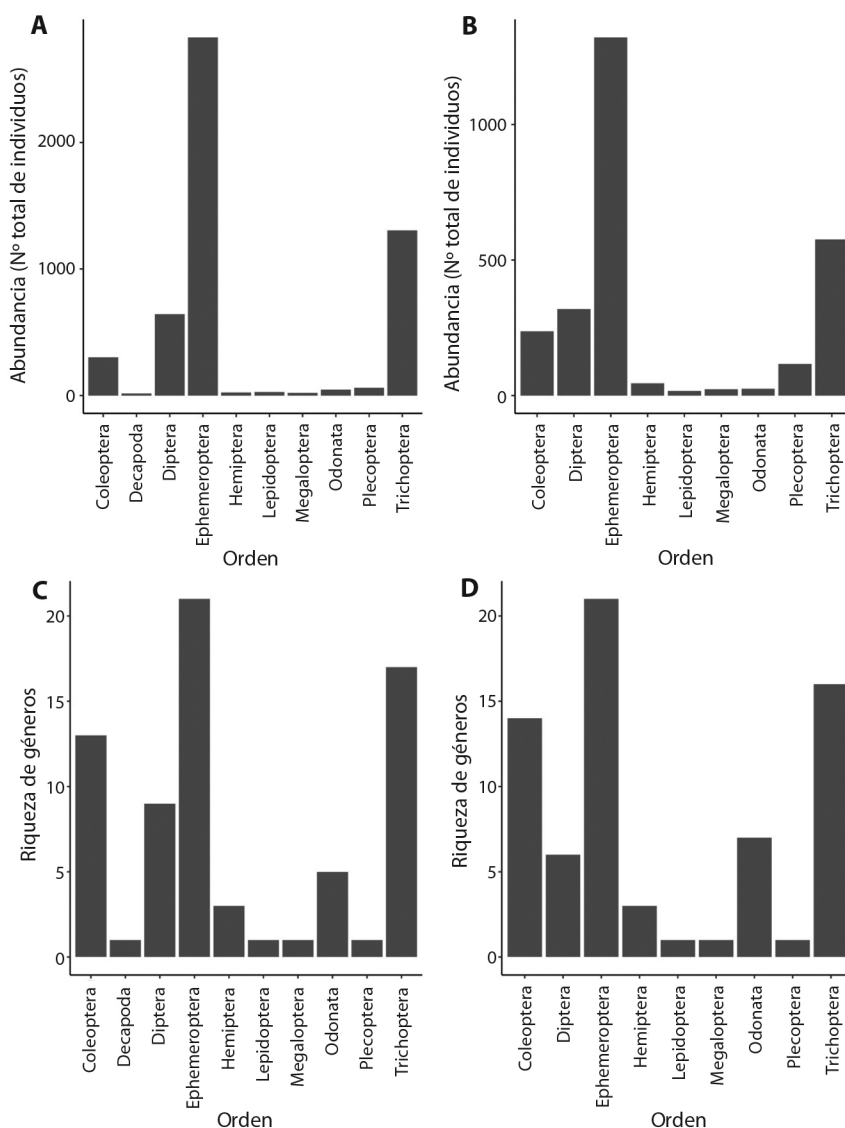 A
Abundancia (Nº total de individuos)
2000
1000
0
Coleoptera
Decapoda
Diptera
Ephemeroptera
Hemiptera
Lepidoptera
Megaloptera
Odonata
Plecoptera
Trichoptera
Orden
B
Abundancia (Nº total de individuos)
1000
500
0
Coleoptera
Diptera
Ephemeroptera
Hemiptera
Lepidoptera
Megaloptera
Odonata
Plecoptera
Trichoptera
Orden
C
Riqueza de géneros
20
15
10
5
0
Coleoptera
Decapoda
Diptera
Ephemeroptera
Hemiptera
Lepidoptera
Megaloptera
Odonata
Plecoptera
Trichoptera
Orden
D
Riqueza de géneros
20
15
10
5
0
Coleoptera
Diptera
Ephemeroptera
Hemiptera
Lepidoptera
Megaloptera
Odonata
Plecoptera
Trichoptera
Orden